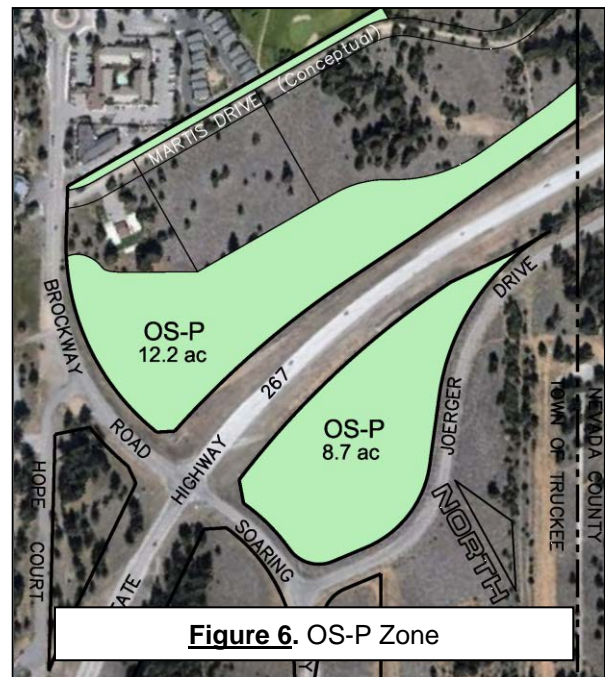 MARTIS DRIVE (Conceptual)
OS-P
12.2 ac
BROCKWAY
ROAD
HIGHWAY
267
OS-P
8.7 ac
JOERGER
DRIVE
TOWN OF TRUCKEE
NEVADA COUNTY
HOPE COURT
SOARING
NORTH
Figure 6. OS-P Zone